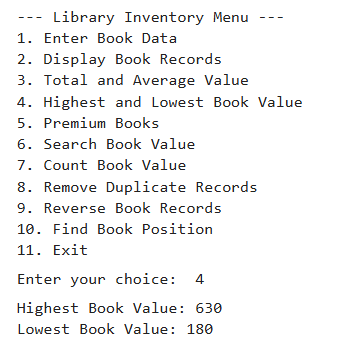 --- Library Inventory Menu ---
1. Enter Book Data
2. Display Book Records
3. Total and Average Value
4. Highest and Lowest Book Value
5. Premium Books
6. Search Book Value
7. Count Book Value
8. Remove Duplicate Records
9. Reverse Book Records
10. Find Book Position
11. Exit
Enter your choice:  4
Highest Book Value: 630
Lowest Book Value: 180